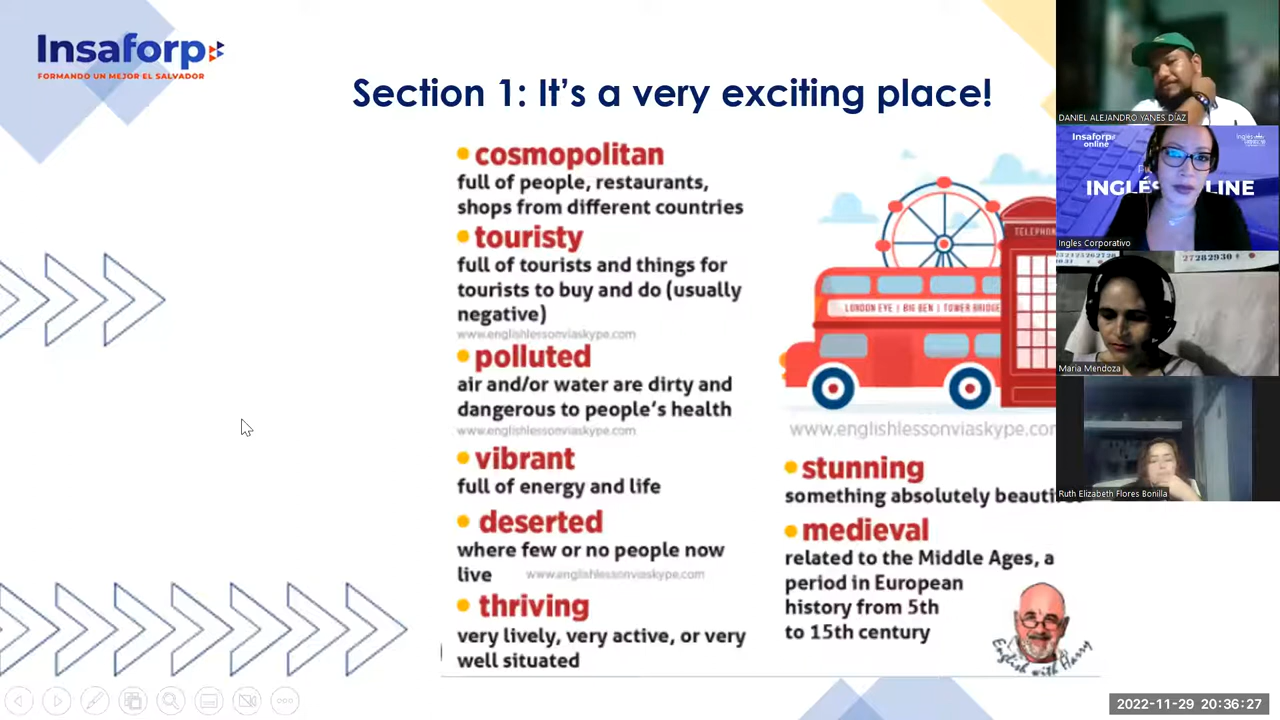 Insaforp
FORMANDO UN MEJOR EL SALVADOR
Section 1: It's a very exciting place!
cosmopolitan
full of people, restaurants,
shops from different countries
touristy
full of tourists and things for
tourists to buy and do (usually
negative)
www.englishlessonviaskype.com
polluted
air and/or water are dirty and
dangerous to people's health
www.englishlessonviaskype.com
vibrant
full of energy and life
deserted
where few or no people now
live
www.englishlessonviaskype.com
thriving
very lively, very active, or very
well situated
TELEPHON
LONDON EYE | BIG BEN | TOWER BRIDGE
www.englishlessonviaskype.com
stunning
something absolutely beauti
medieval
related to the Middle Ages, a
period in European
history from 5th
to 15th century
English with Harry
DANIEL ALEJANDRO YANES DÍAZ
Insaforp
online
INGLÉS ONLINE
Ingles Corporativo
27282930
Maria Mendoza
Ruth Elizabeth Flores Bonilla
2022-11-29 20:36:27